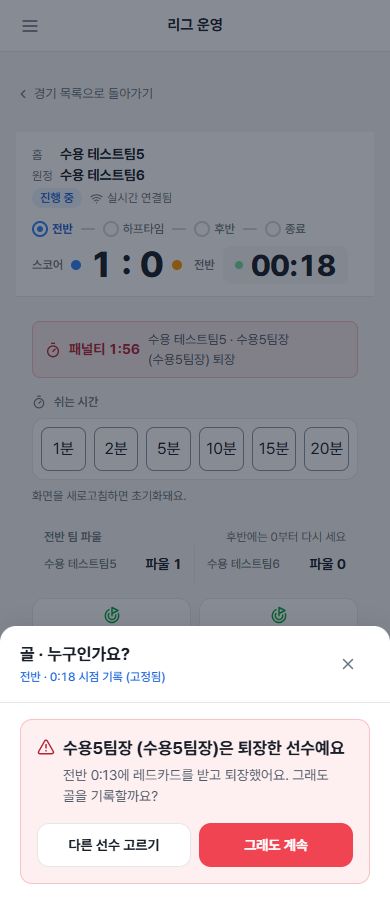 리그 운영
경기 목록으로 돌아가기
홈 수용 테스트팀5
원정 수용 테스트팀6
진행 중 실시간 연결됨
전반 하프타임 후반 종료
스코어 1 : 0 전반 00:18
패널티 1:56 수용 테스트팀5 · 수용5팀장
(수용5팀장) 퇴장
쉬는 시간
1분 2분 5분 10분 15분 20분
화면을 새로고침하면 초기화돼요.
전반 팀 파울 후반에는 0부터 다시 세요
수용 테스트팀5 파울 1 수용 테스트팀6 파울 0
골 · 누구인가요?
전반 · 0:18 시점 기록 (고정됨)
수용5팀장 (수용5팀장)은 퇴장한 선수예요
전반 0:13에 레드카드를 받고 퇴장했어요. 그래도
골을 기록할까요?
다른 선수 고르기 그래도 계속